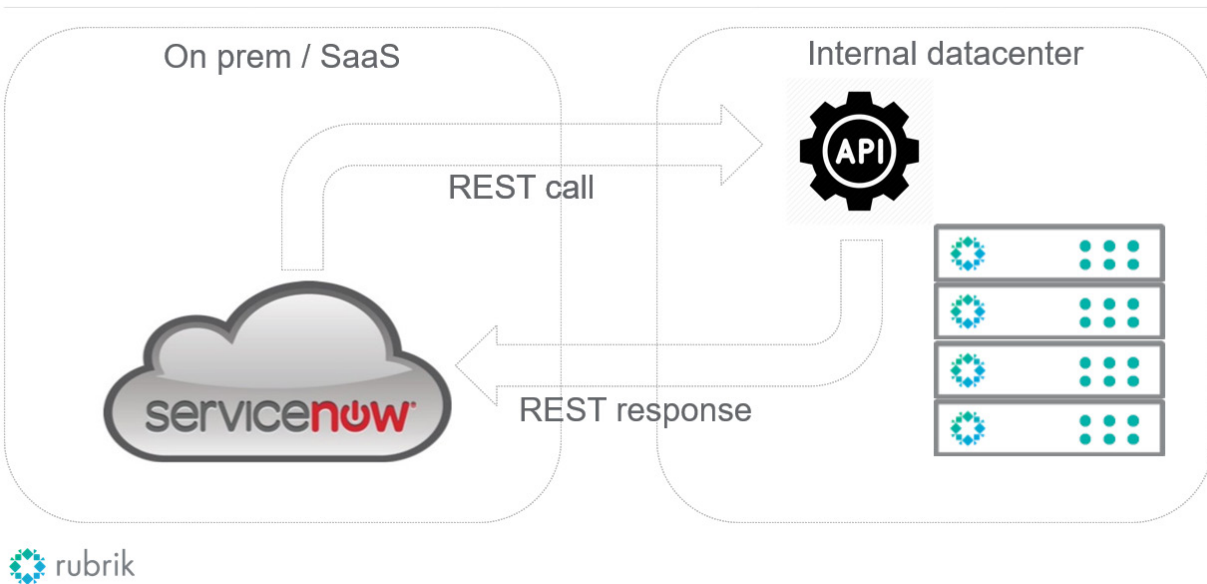 On prem / SaaS
Internal datacenter
API
REST call
servicenow
REST response
rubrik